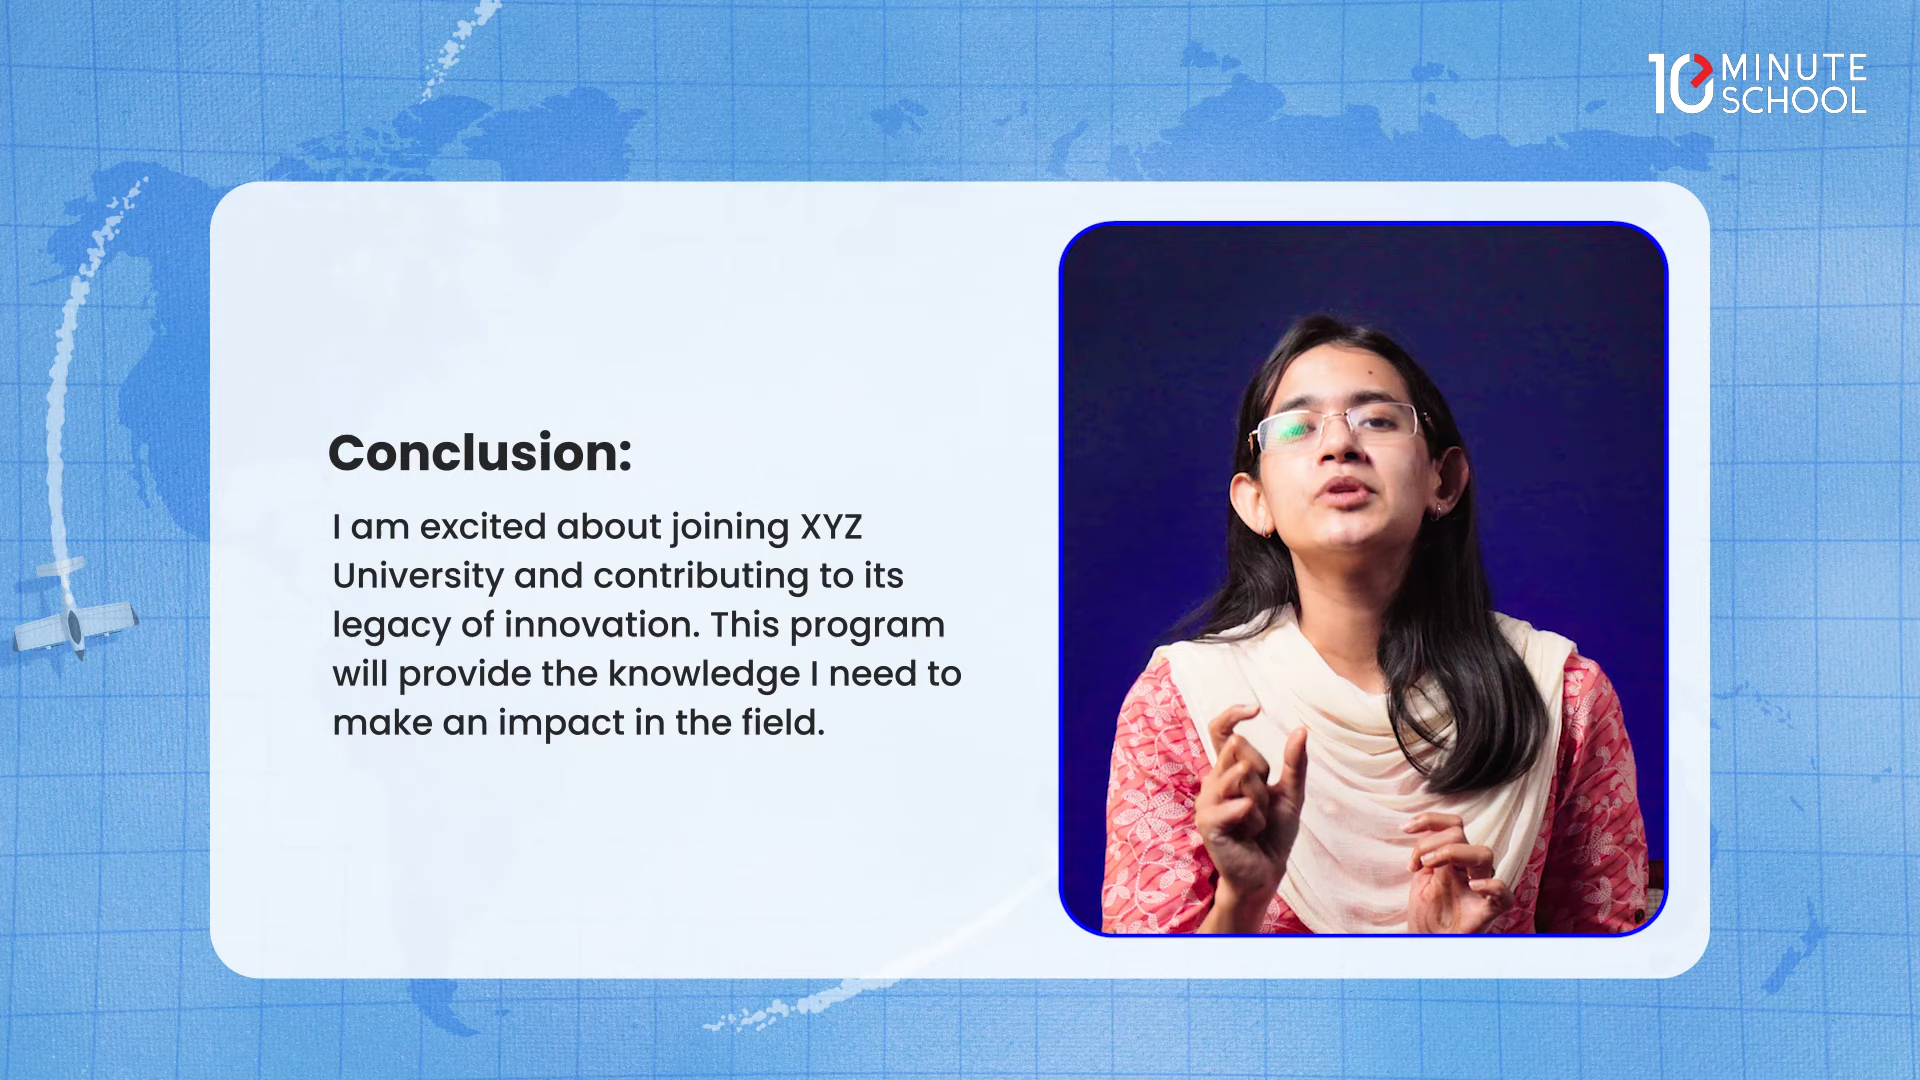 10 MINUTE
SCHOOL
Conclusion:
I am excited about joining XYZ
University and contributing to its
legacy of innovation. This program
will provide the knowledge I need to
make an impact in the field.